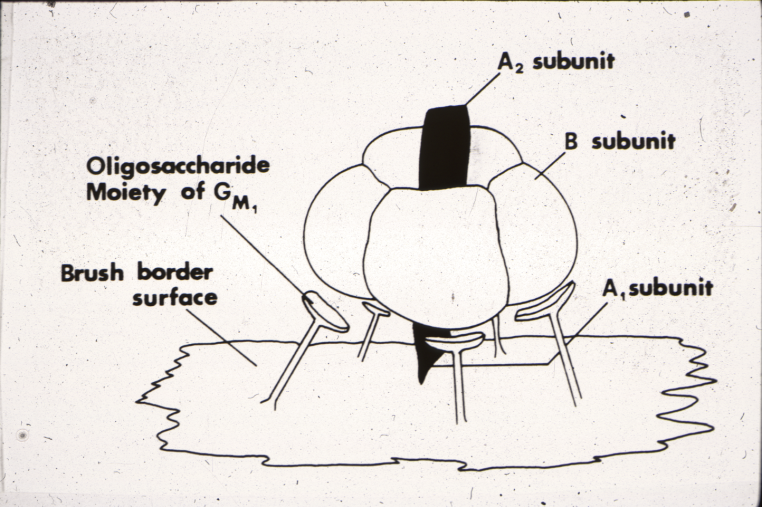 A₂ subunit
B subunit
Oligosaccharide
Moiety of GM₁
Brush border
surface
A₁ subunit